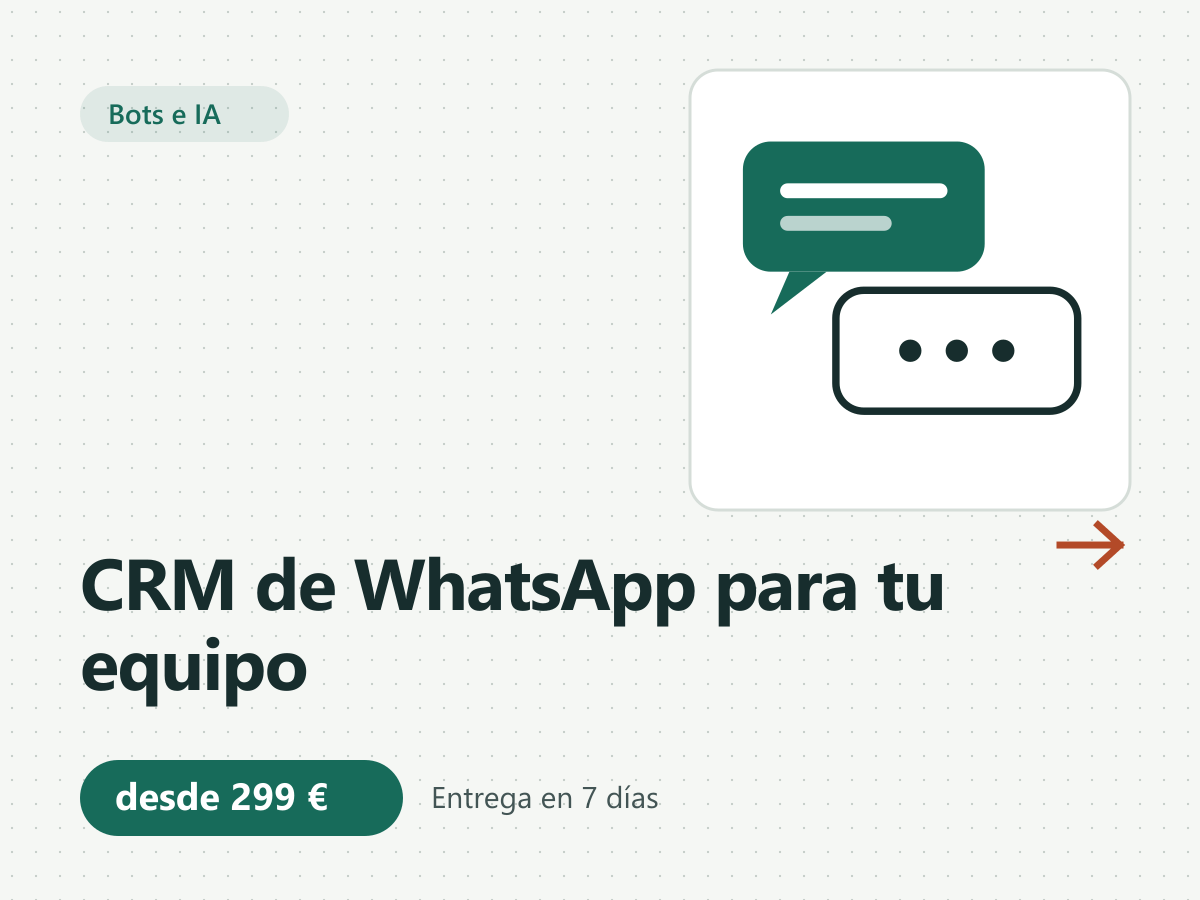 Bots e IA
CRM de WhatsApp para tu
equipo
desde 299 €
Entrega en 7 días